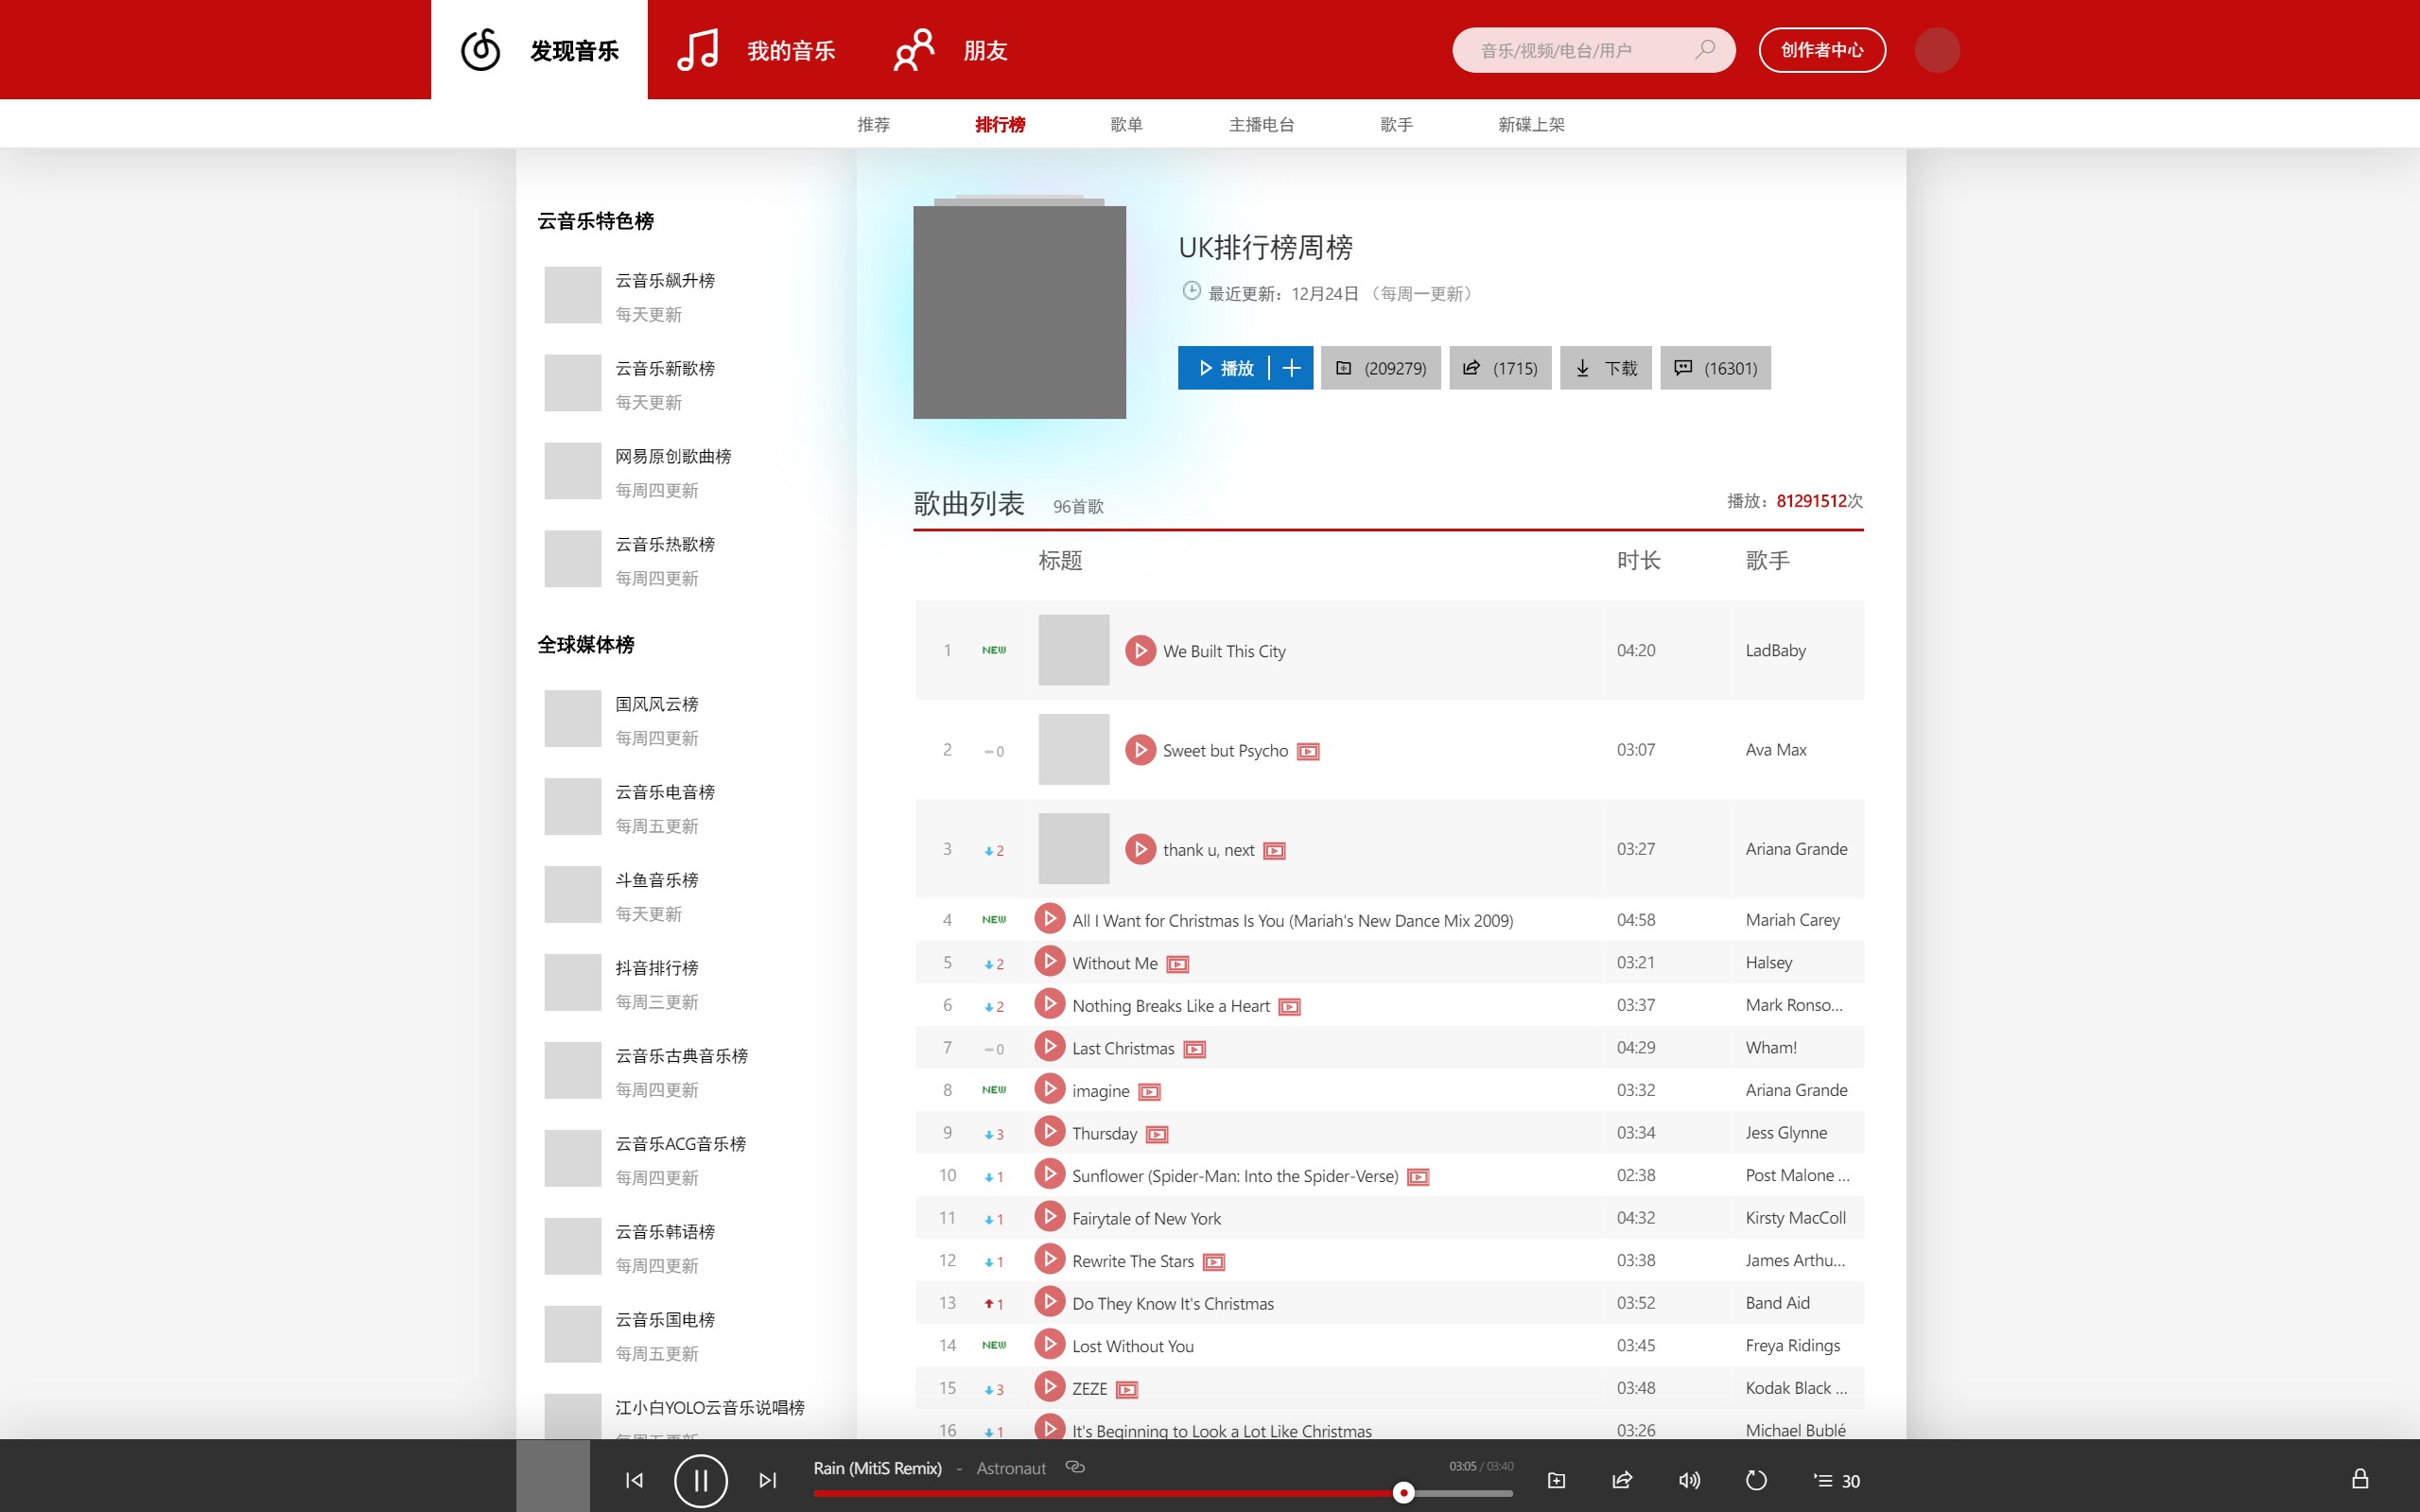 发现音乐 我的音乐 朋友 音乐/视频/电台/用户 创作者中心
推荐 排行榜 歌单 主播电台 歌手 新碟上架
云音乐特色榜
云音乐飙升榜
每天更新
云音乐新歌榜
每天更新
网易原创歌曲榜
每周四更新
云音乐热歌榜
每周四更新
全球媒体榜
国风风云榜
每周四更新
云音乐电音榜
每周五更新
斗鱼音乐榜
每天更新
抖音排行榜
每周三更新
云音乐古典音乐榜
每周四更新
云音乐ACG音乐榜
每周四更新
云音乐韩语榜
每周四更新
云音乐国电榜
每周五更新
江小白YOLO云音乐说唱榜
每周五更新
UK排行榜周榜
最近更新：12月24日（每周一更新）
播放 (209279) (1715) 下载 (16301)
歌曲列表 96首歌 播放：81291512次
标题 时长 歌手
1 NEW We Built This City 04:20 LadBaby
2 0 Sweet but Psycho 03:07 Ava Max
3 2 thank u, next 03:27 Ariana Grande
4 NEW All I Want for Christmas Is You (Mariah's New Dance Mix 2009) 04:58 Mariah Carey
5 2 Without Me 03:21 Halsey
6 2 Nothing Breaks Like a Heart 03:37 Mark Ronso...
7 0 Last Christmas 04:29 Wham!
8 NEW imagine 03:32 Ariana Grande
9 3 Thursday 03:34 Jess Glynne
10 1 Sunflower (Spider-Man: Into the Spider-Verse) 02:38 Post Malone ...
11 1 Fairytale of New York 04:32 Kirsty MacColl
12 1 Rewrite The Stars 03:38 James Arthu...
13 1 Do They Know It's Christmas 03:52 Band Aid
14 NEW Lost Without You 03:45 Freya Ridings
15 3 ZEZE 03:48 Kodak Black ...
16 1 It's Beginning to Look a Lot Like Christmas 03:26 Michael Bublé
Rain (MitiS Remix) - Astronaut 03:05 / 03:40
30